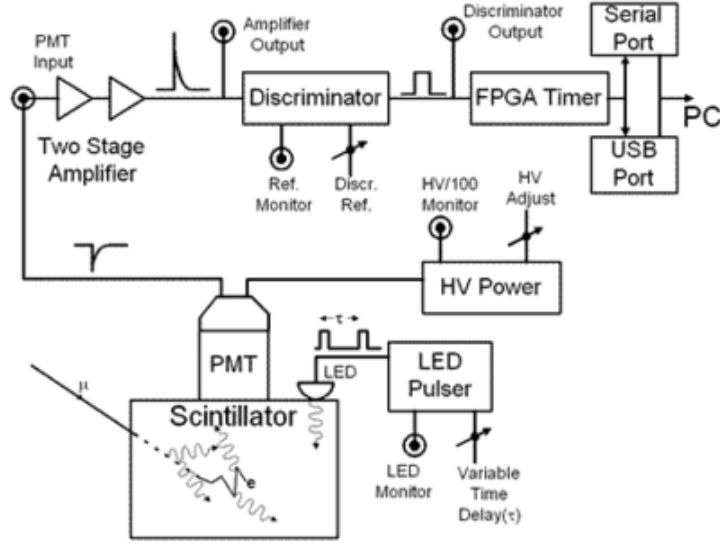 PMT
Input
Amplifier
Output
Discriminator
Output
Serial
Port
Discriminator
FPGA Timer
PC
Two Stage
Amplifier
USB
Port
Ref.
Monitor
Discr.
Ref.
HV/100
Monitor
HV
Adjust
HV Power
τ
PMT
LED
LED
Pulser
μ
Scintillator
e
LED
Monitor
Variable
Time
Delay(τ)